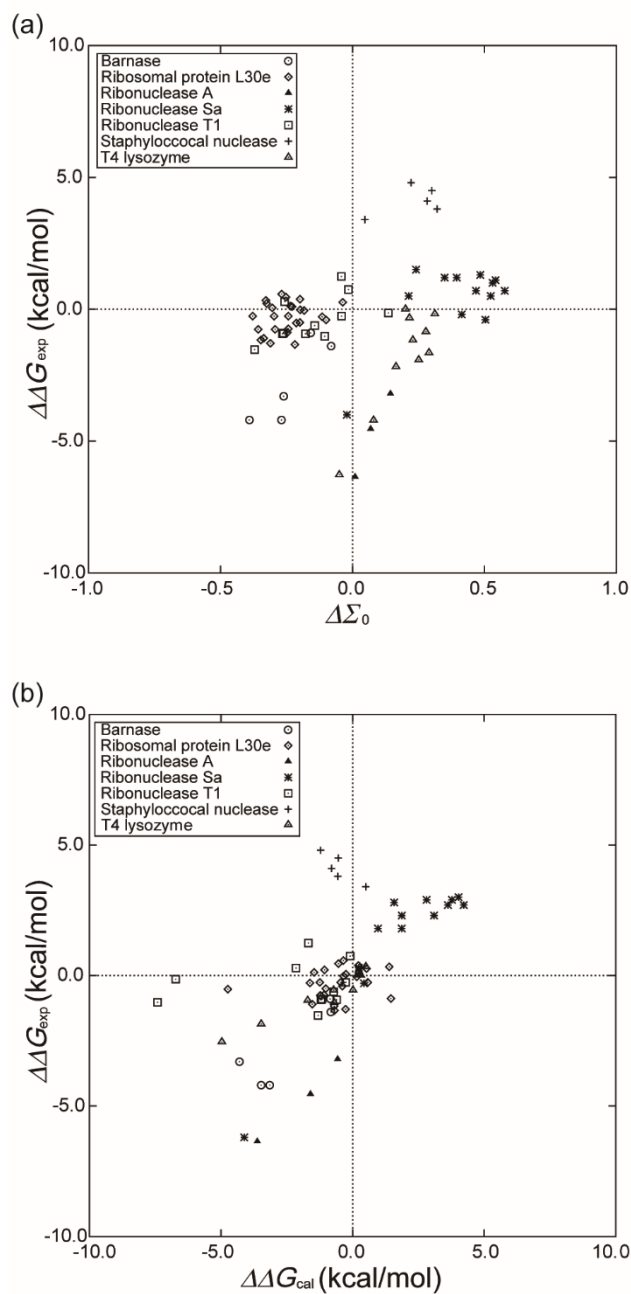 (a)
10.0
Barnase
Ribosomal protein L30e
Ribonuclease A
Ribonuclease Sa
Ribonuclease T1
Staphyloccocal nuclease
T4 lysozyme
5.0
0.0
ΔΔG exp (kcal/mol)
-5.0
-10.0
-1.0 -0.5 0.0 0.5 1.0
ΔΣ0
(b)
10.0
Barnase
Ribosomal protein L30e
Ribonuclease A
Ribonuclease Sa
Ribonuclease T1
Staphyloccocal nuclease
T4 lysozyme
5.0
0.0
ΔΔGexp (kcal/mol)
-5.0
-10.0
-10.0 -5.0 0.0 5.0 10.0
ΔΔGcal (kcal/mol)